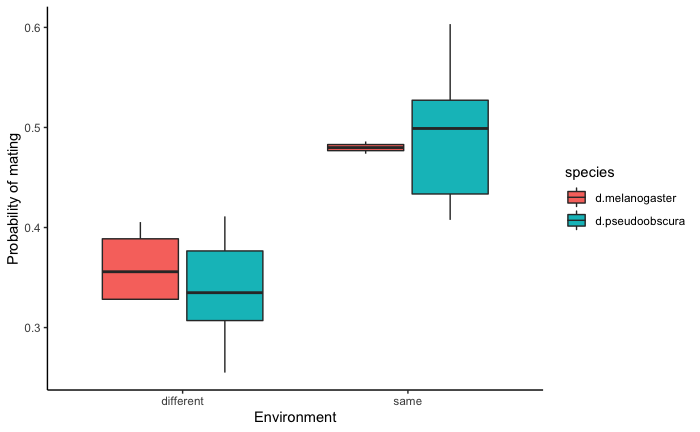 Probability of mating
0.6
0.5
0.4
0.3
different
same
Environment
species
d.melanogaster
d.pseudoobscura